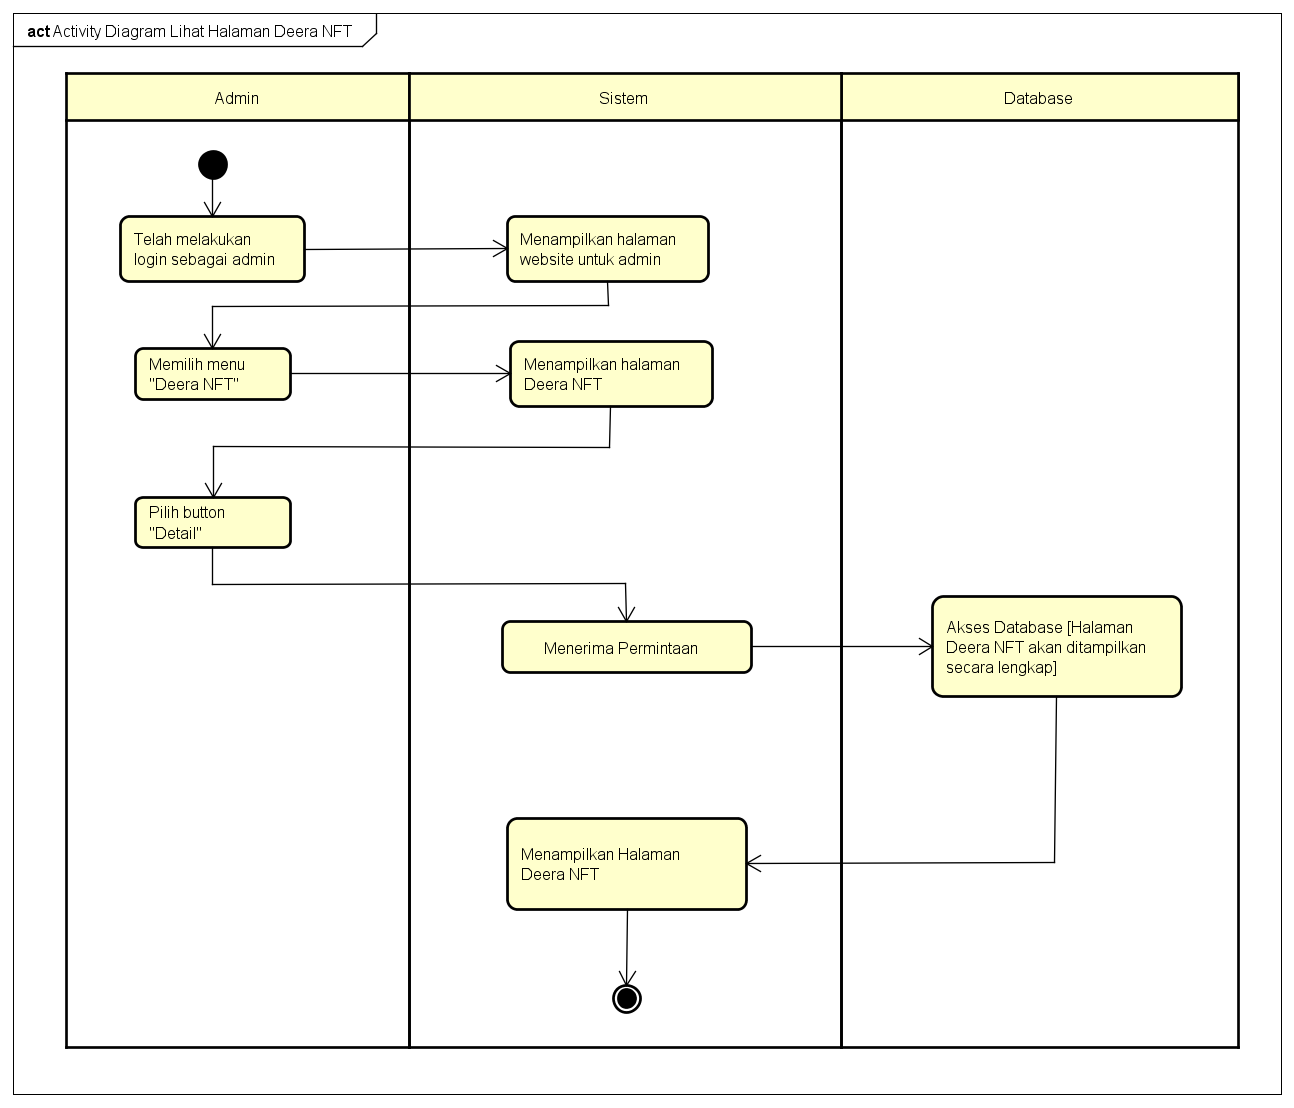 act Activity Diagram Lihat Halaman Deera NFT
Admin
Sistem
Database
Telah melakukan
login sebagai admin
Menampilkan halaman
website untuk admin
Memilih menu
"Deera NFT"
Menampilkan halaman
Deera NFT
Pilih button
"Detail"
Menerima Permintaan
Akses Database [Halaman
Deera NFT akan ditampilkan
secara lengkap]
Menampilkan Halaman
Deera NFT